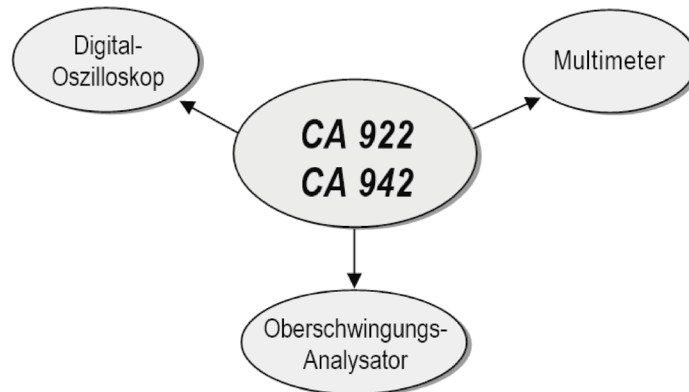 Digital-
Oszilloskop
Multimeter
CA 922
CA 942
Oberschwingungs-
Analysator